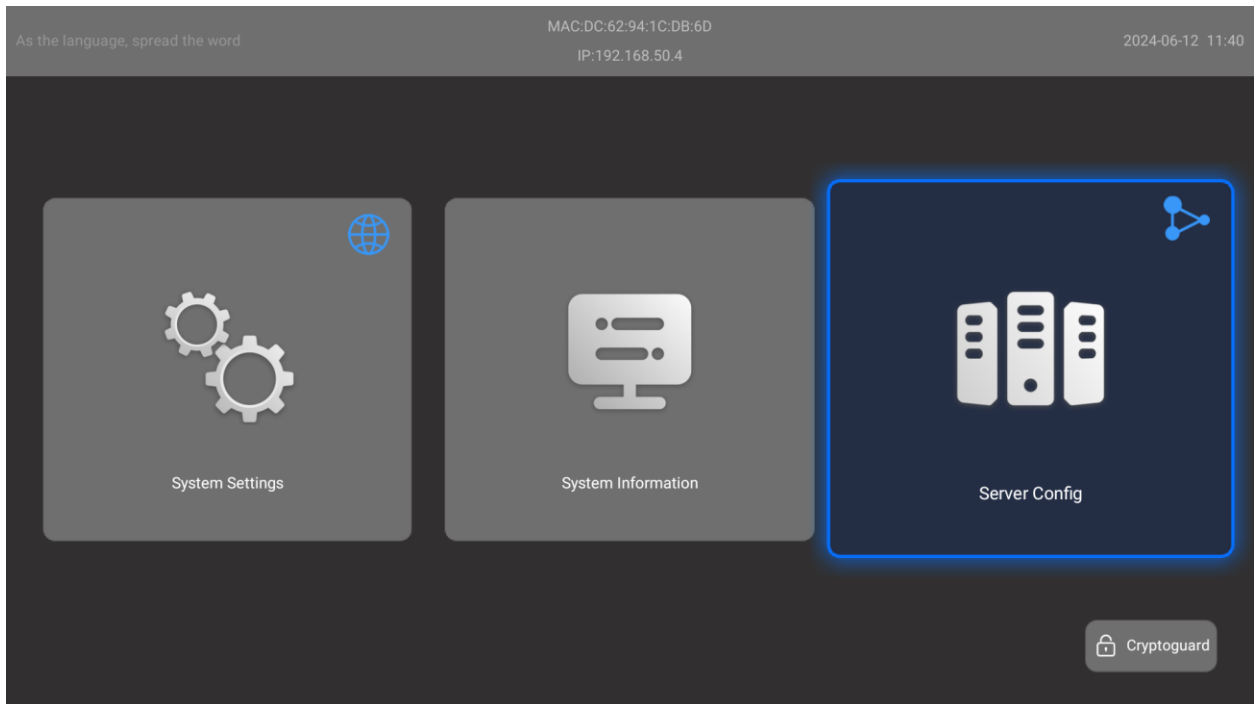 As the language, spread the word
MAC:DC:62:94:1C:DB:6D
IP:192.168.50.4
2024-06-12 11:40
System Settings
System Information
Server Config
Cryptoguard